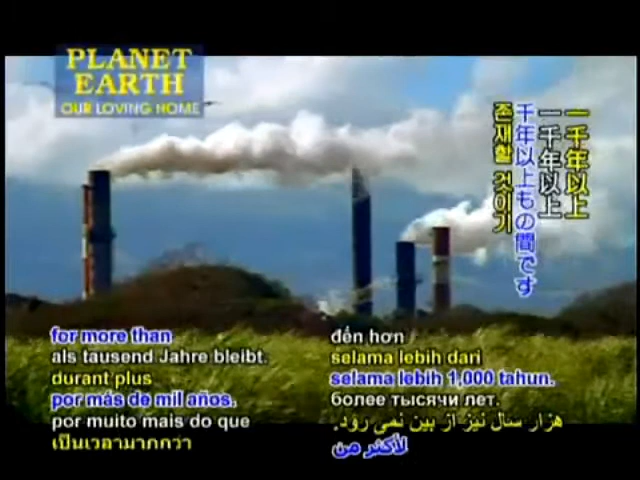 PLANET
EARTH
OUR LOVING HOME
一千年以上
一千年以上
千年以上もの間です
존재할 것이기
for more than
als tausend Jahre bleibt.
durant plus
por más de mil años.
por muito mais do que
เป็นเวลามากกว่า
đến hơn
selama lebih dari
selama lebih 1,000 tahun.
более тысячи лет.
هزار سال نیز از بین نمی رود.
لأكثر من